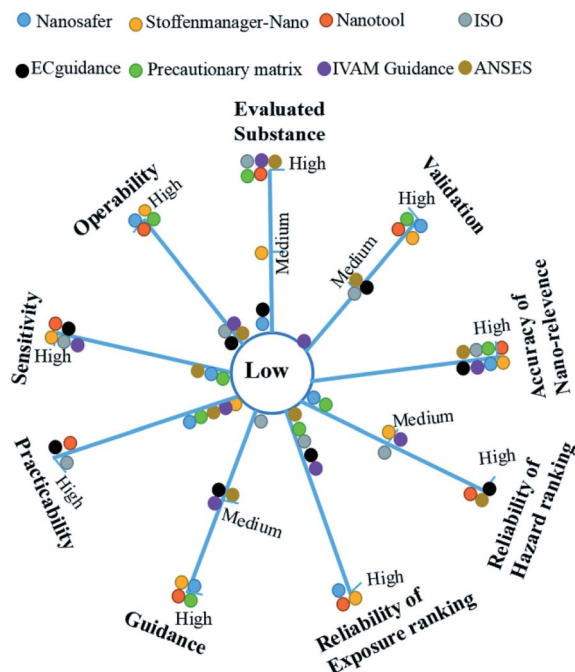 Nanosafer Stoffenmanager-Nano Nanotool ISO
ECguidance Precautionary matrix IVAM Guidance ANSES
Evaluated
Substance
High
Medium
Validation
High
Medium
Accuracy of
Nano-relevence
High
Reliability of
Hazard ranking
High
Medium
Reliability of
Exposure ranking
High
Guidance
High
Medium
Practicability
High
Sensitivity
High
Operability
High
Low